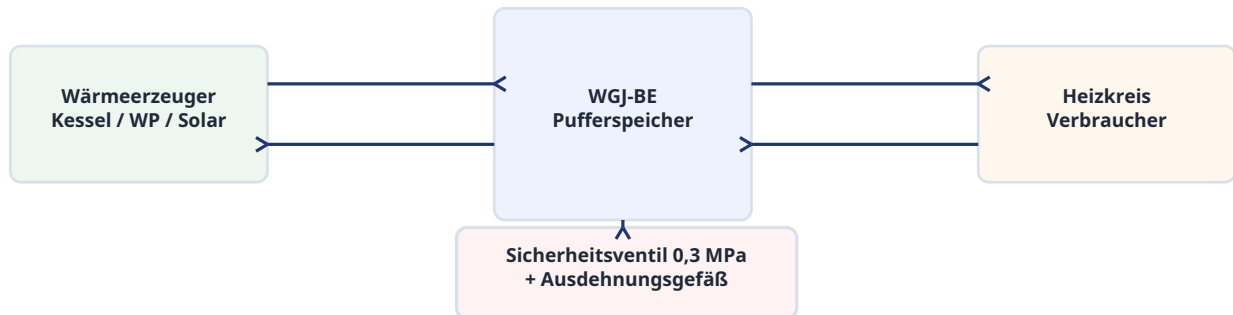 Wärmeerzeuger
Kessel / WP / Solar
WGJ-BE
Pufferspeicher
Heizkreis
Verbraucher
Sicherheitsventil 0,3 MPa
+ Ausdehnungsgefäß